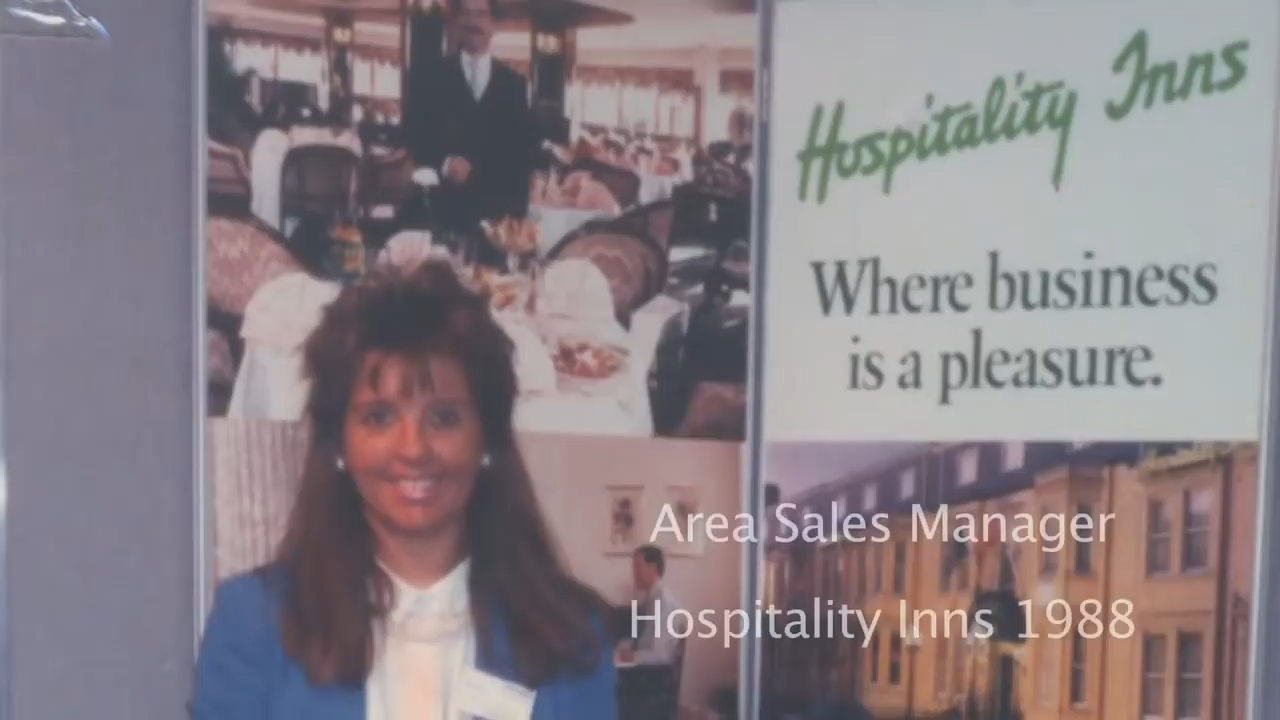 Hospitality Inns
Where business
is a pleasure.
Area Sales Manager
Hospitality Inns 1988